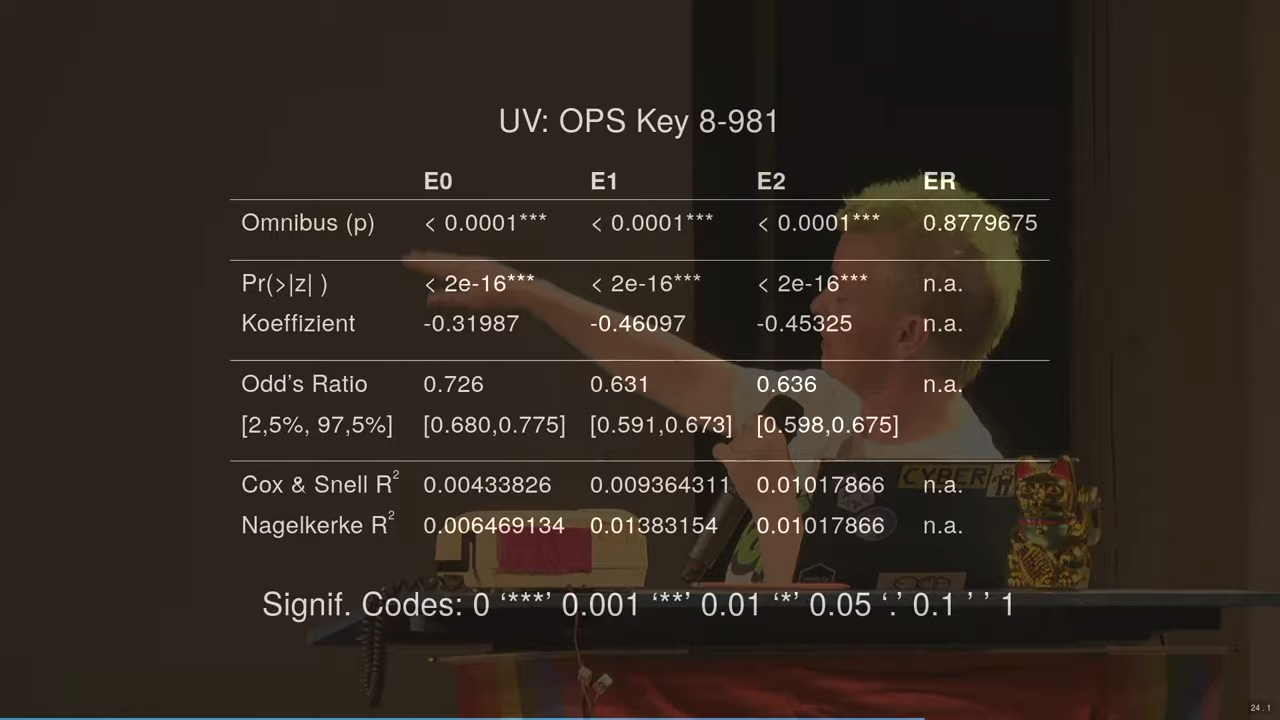 UV: OPS Key 8-981
E0 E1 E2 ER
Omnibus (p) < 0.0001*** < 0.0001*** < 0.0001*** 0.8779675
Pr(>|z| ) < 2e-16*** < 2e-16*** < 2e-16*** n.a.
Koeffizient -0.31987 -0.46097 -0.45325 n.a.
Odd’s Ratio 0.726 0.631 0.636 n.a.
[2,5%, 97,5%] [0.680,0.775] [0.591,0.673] [0.598,0.675]
Cox & Snell R² 0.00433826 0.009364311 0.01017866 n.a.
Nagelkerke R² 0.006469134 0.01383154 0.01017866 n.a.
CYBER
Signif. Codes: 0 ‘***’ 0.001 ‘**’ 0.01 ‘*’ 0.05 ‘.’ 0.1 ’ ’ 1
24 . 1